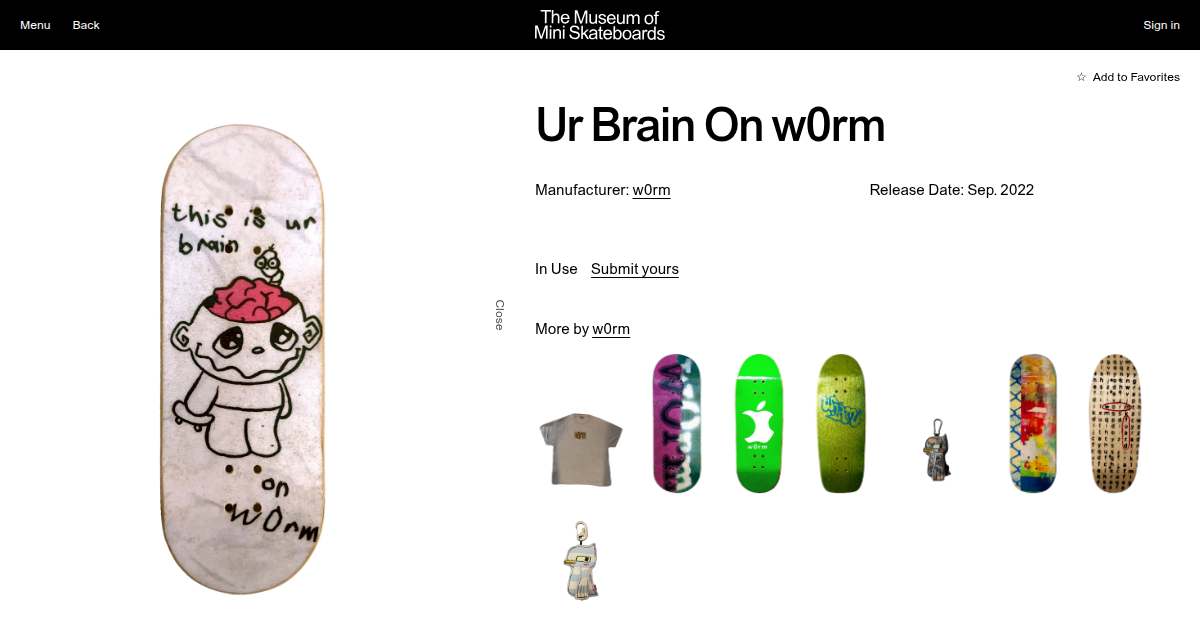 Menu
Back
The Museum of
Mini Skateboards
Sign in
☆ Add to Favorites
Ur Brain On w0rm
Manufacturer: w0rm
Release Date: Sep. 2022
In Use
Submit yours
Close
More by w0rm
this is ur
brain
on
w0rm
w0rm